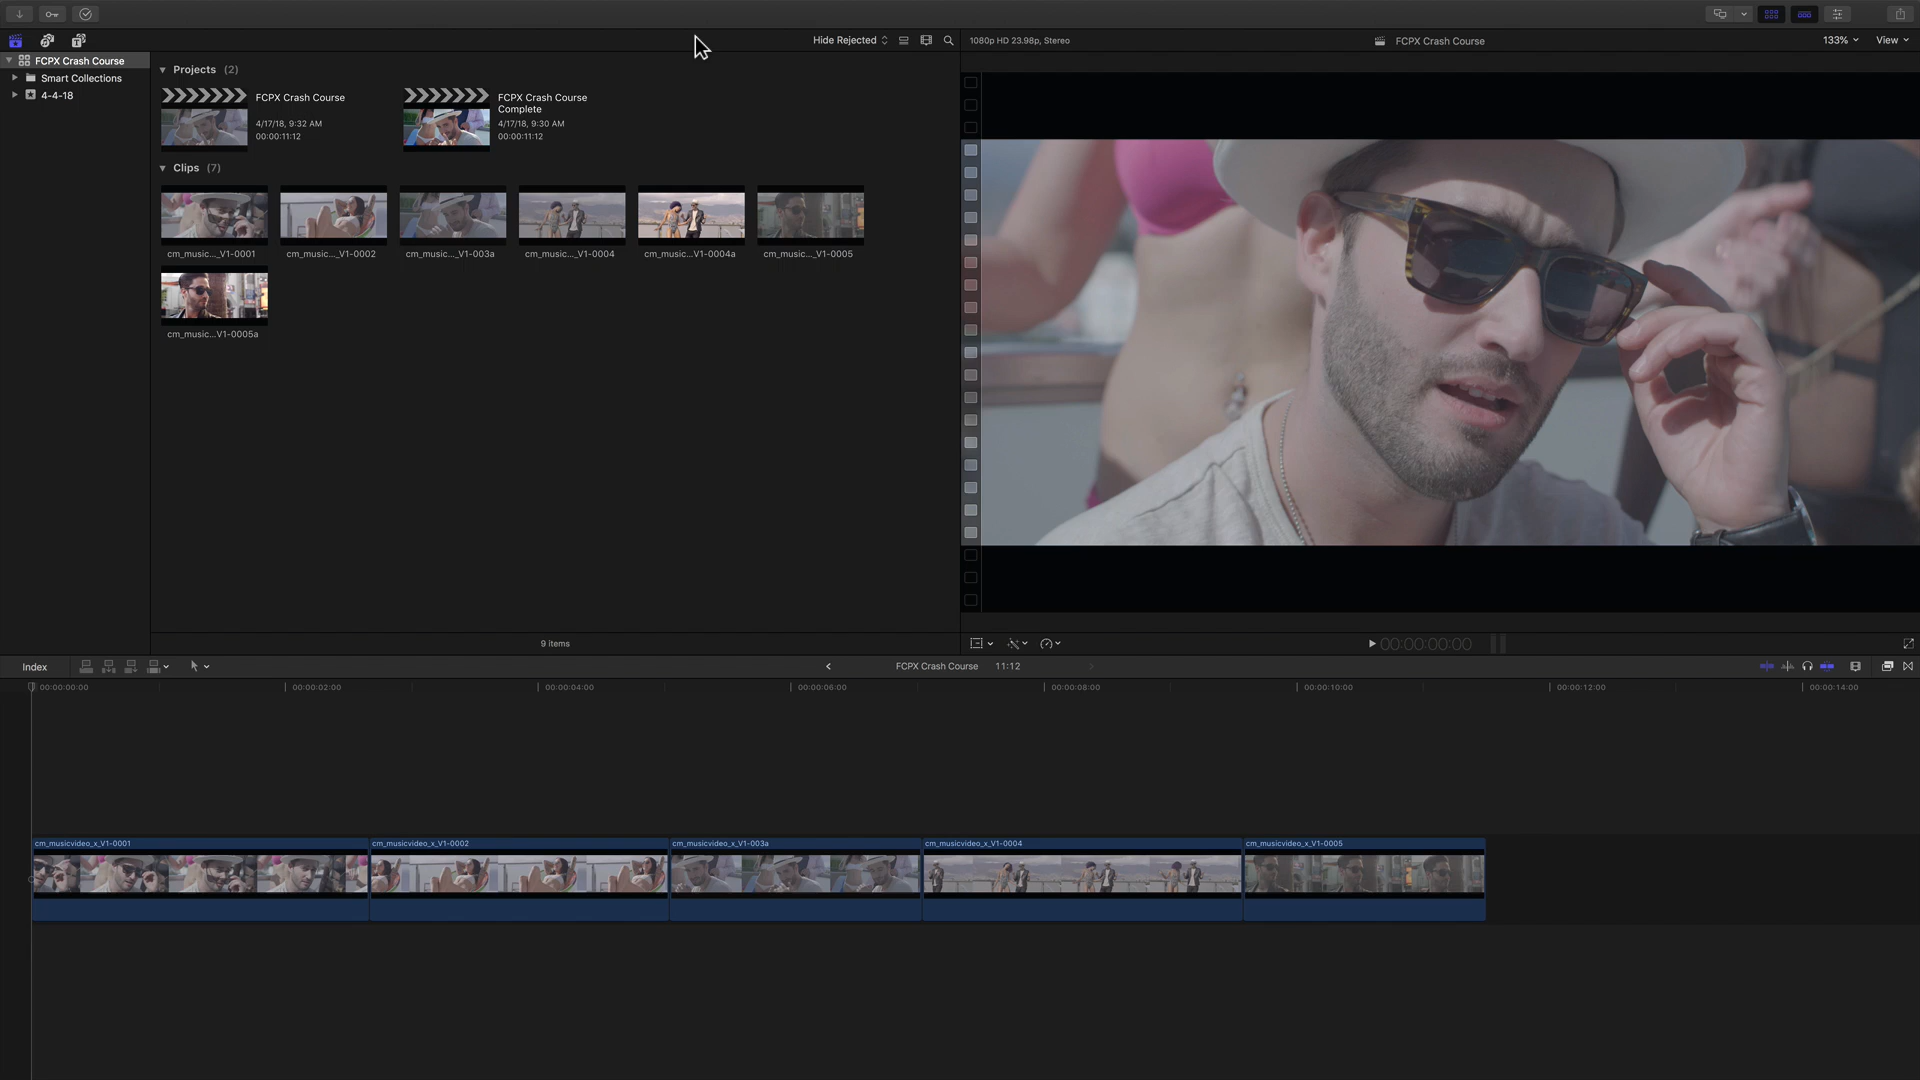 Hide Rejected
1080p HD 23.98p, Stereo
FCPX Crash Course
133%
View
FCPX Crash Course
Smart Collections
4-4-18
Projects (2)
FCPX Crash Course
4/17/18, 9:32 AM
00:00:11:12
FCPX Crash Course
Complete
4/17/18, 9:30 AM
00:00:11:12
Clips (7)
cm_music..._V1-0001
cm_music..._V1-0002
cm_music..._V1-003a
cm_music..._V1-0004
cm_music..._V1-0004a
cm_music..._V1-0005
cm_music...V1-0005a
9 items
00:00:00:00
Index
FCPX Crash Course
11:12
00:00:00:00
00:00:02:00
00:00:04:00
00:00:06:00
00:00:08:00
00:00:10:00
00:00:12:00
00:00:14:00
cm_musicvideo_x_V1-0001
cm_musicvideo_x_V1-0002
cm_musicvideo_x_V1-003a
cm_musicvideo_x_V1-0004
cm_musicvideo_x_V1-0005